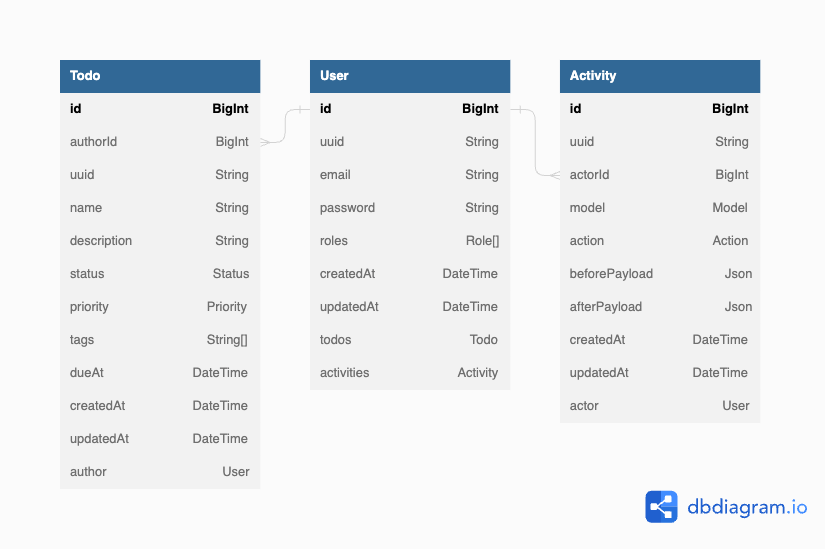 Todo
id BigInt
authorId BigInt
uuid String
name String
description String
status Status
priority Priority
tags String[]
dueAt DateTime
createdAt DateTime
updatedAt DateTime
author User
User
id BigInt
uuid String
email String
password String
roles Role[]
createdAt DateTime
updatedAt DateTime
todos Todo
activities Activity
Activity
id BigInt
uuid String
actorId BigInt
model Model
action Action
beforePayload Json
afterPayload Json
createdAt DateTime
updatedAt DateTime
actor User
dbdiagram.io